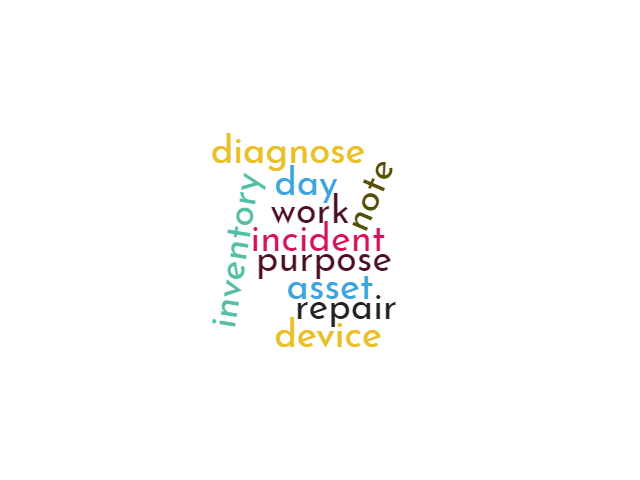 diagnose
day
note
work
inventory
incident
purpose
asset
repair
device